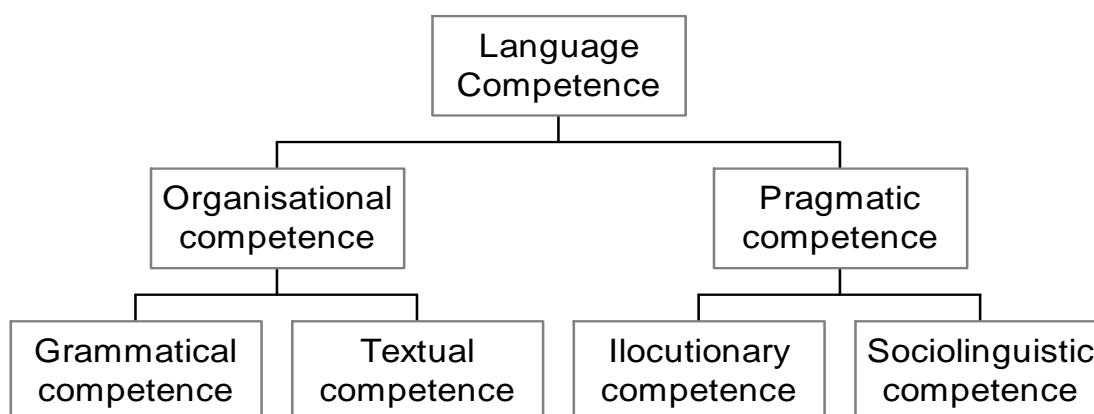 Language
Competence
Organisational
competence
Pragmatic
competence
Grammatical
competence
Textual
competence
Ilocutionary
competence
Sociolinguistic
competence